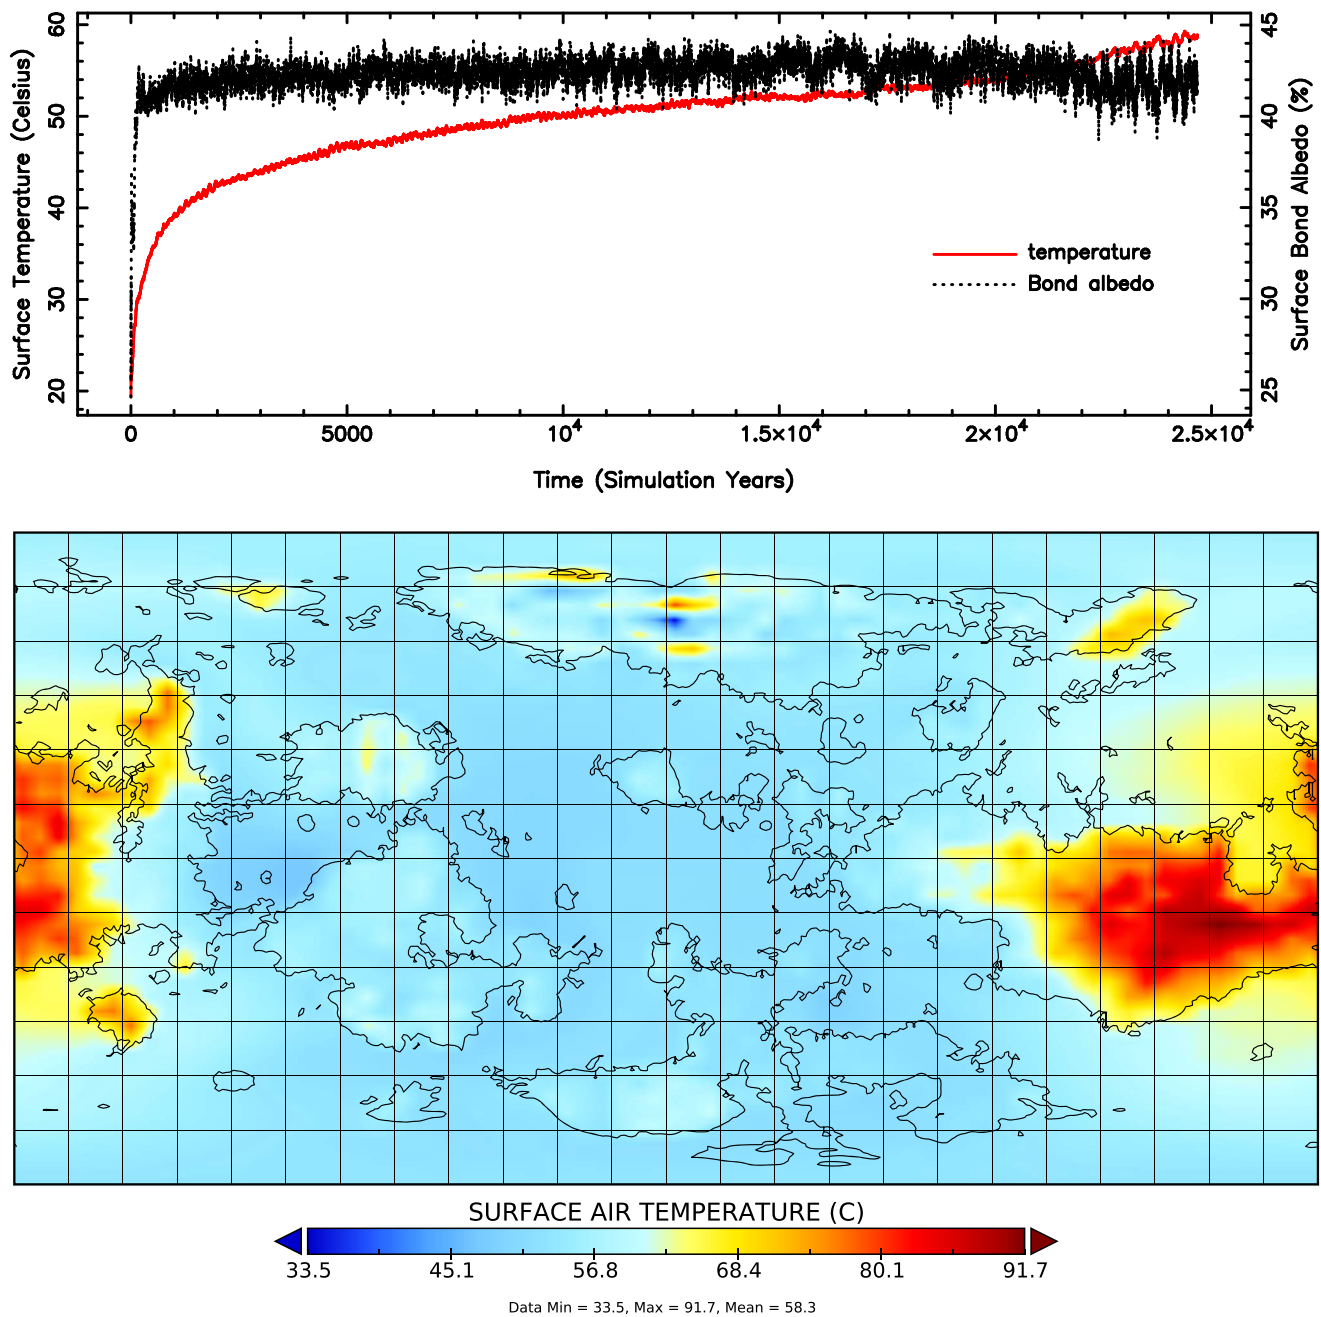 60
50
40
30
20
Surface Temperature (Celsius)
45
40
35
30
25
Surface Bond Albedo (%)
temperature
Bond albedo
0 5000 10⁴ 1.5×10⁴ 2×10⁴ 2.5×10⁴
Time (Simulation Years)
SURFACE AIR TEMPERATURE (C)
33.5 45.1 56.8 68.4 80.1 91.7
Data Min = 33.5, Max = 91.7, Mean = 58.3